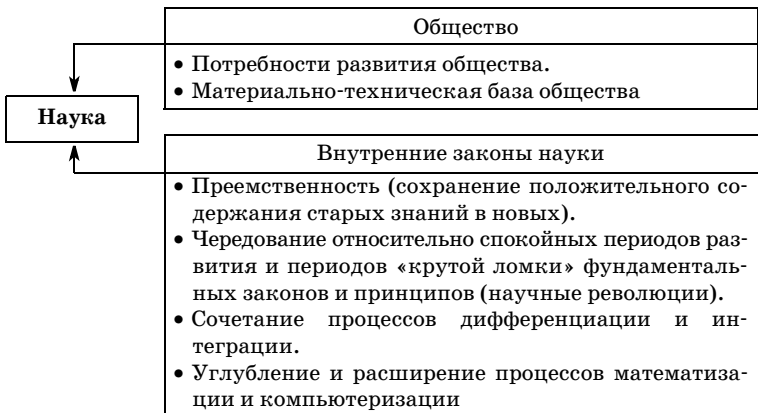 Общество
• Потребности развития общества.
• Материально-техническая база общества
Наука
Внутренние законы науки
• Преемственность (сохранение положительного со-
держания старых знаний в новых).
• Чередование относительно спокойных периодов раз-
вития и периодов «крутой ломки» фундаменталь-
ных законов и принципов (научные революции).
• Сочетание процессов дифференциации и ин-
теграции.
• Углубление и расширение процессов математиза-
ции и компьютеризации